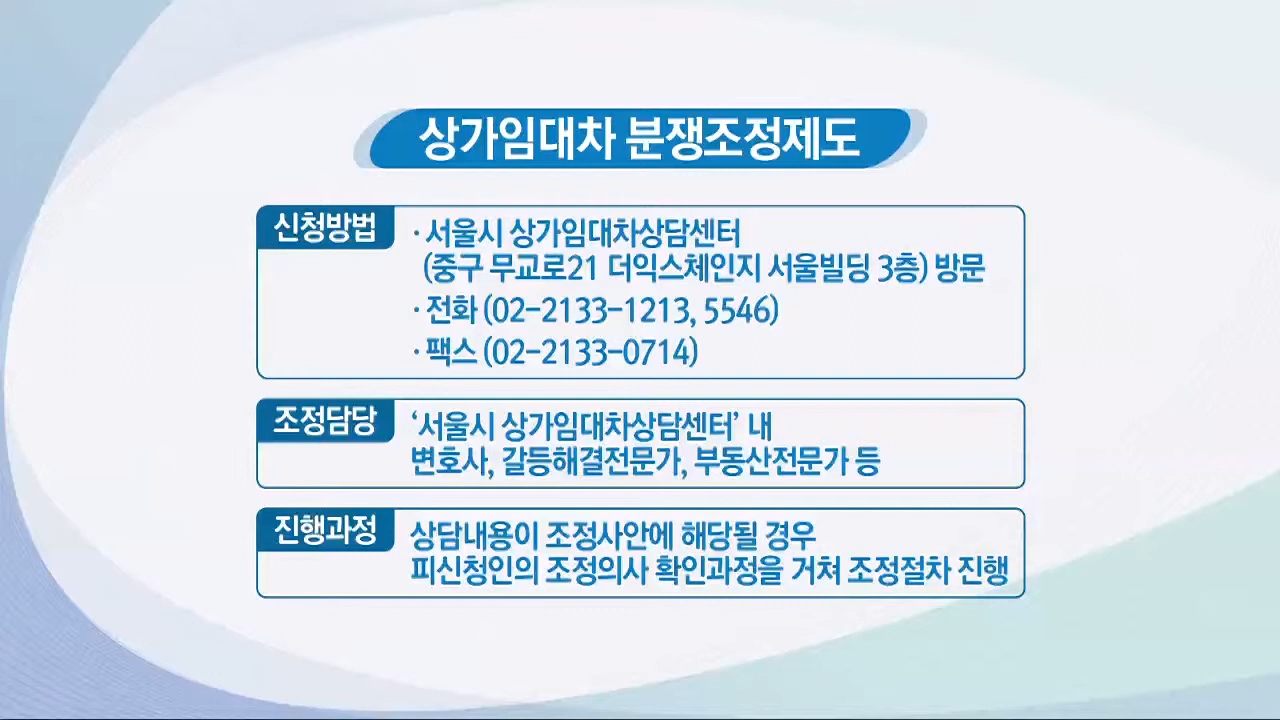 상가임대차 분쟁조정제도
신청방법
· 서울시 상가임대차상담센터
(중구 무교로21 더익스체인지 서울빌딩 3층) 방문
· 전화 (02-2133-1213, 5546)
· 팩스 (02-2133-0714)
조정담당
‘서울시 상가임대차상담센터’ 내
변호사, 갈등해결전문가, 부동산전문가 등
진행과정
상담내용이 조정사안에 해당될 경우
피신청인의 조정의사 확인과정을 거쳐 조정절차 진행